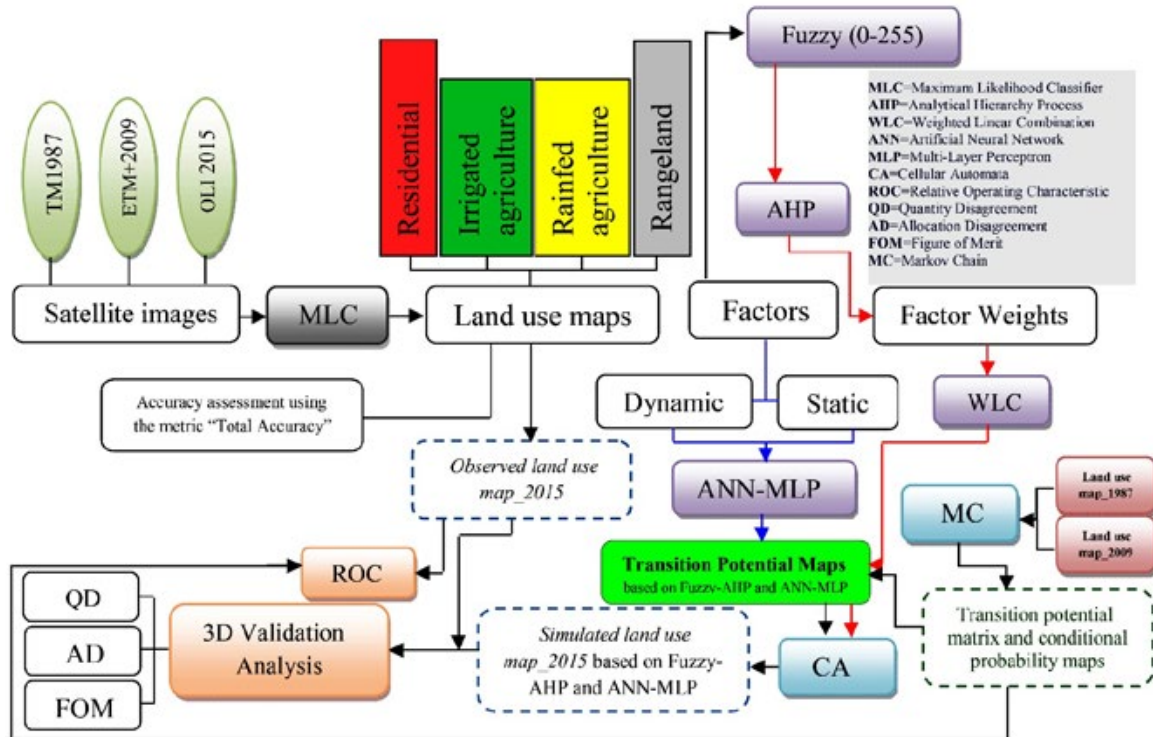 Fuzzy (0-255)
MLC=Maximum Likelihood Classifier
AHP=Analytical Hierarchy Process
WLC=Weighted Linear Combination
ANN=Artificial Neural Network
MLP=Multi-Layer Perceptron
CA=Cellular Automata
ROC=Relative Operating Characteristic
QD=Quantity Disagreement
AD=Allocation Disagreement
FOM=Figure of Merit
MC=Markov Chain
TM1987
ETM+2009
OLI 2015
Residential
Irrigated
agriculture
Rainfed
agriculture
Rangeland
AHP
Satellite images
MLC
Land use maps
Factors
Factor Weights
Accuracy assessment using
the metric “Total Accuracy”
Dynamic
Static
WLC
Observed land use
map_2015
ANN-MLP
MC
Land use
map_1987
Land use
map_2009
ROC
Transition Potential Maps
based on Fuzzy-AHP and ANN-MLP
QD
AD
FOM
3D Validation
Analysis
Simulated land use
map_2015 based on Fuzzy-
AHP and ANN-MLP
CA
Transition potential
matrix and conditional
probability maps